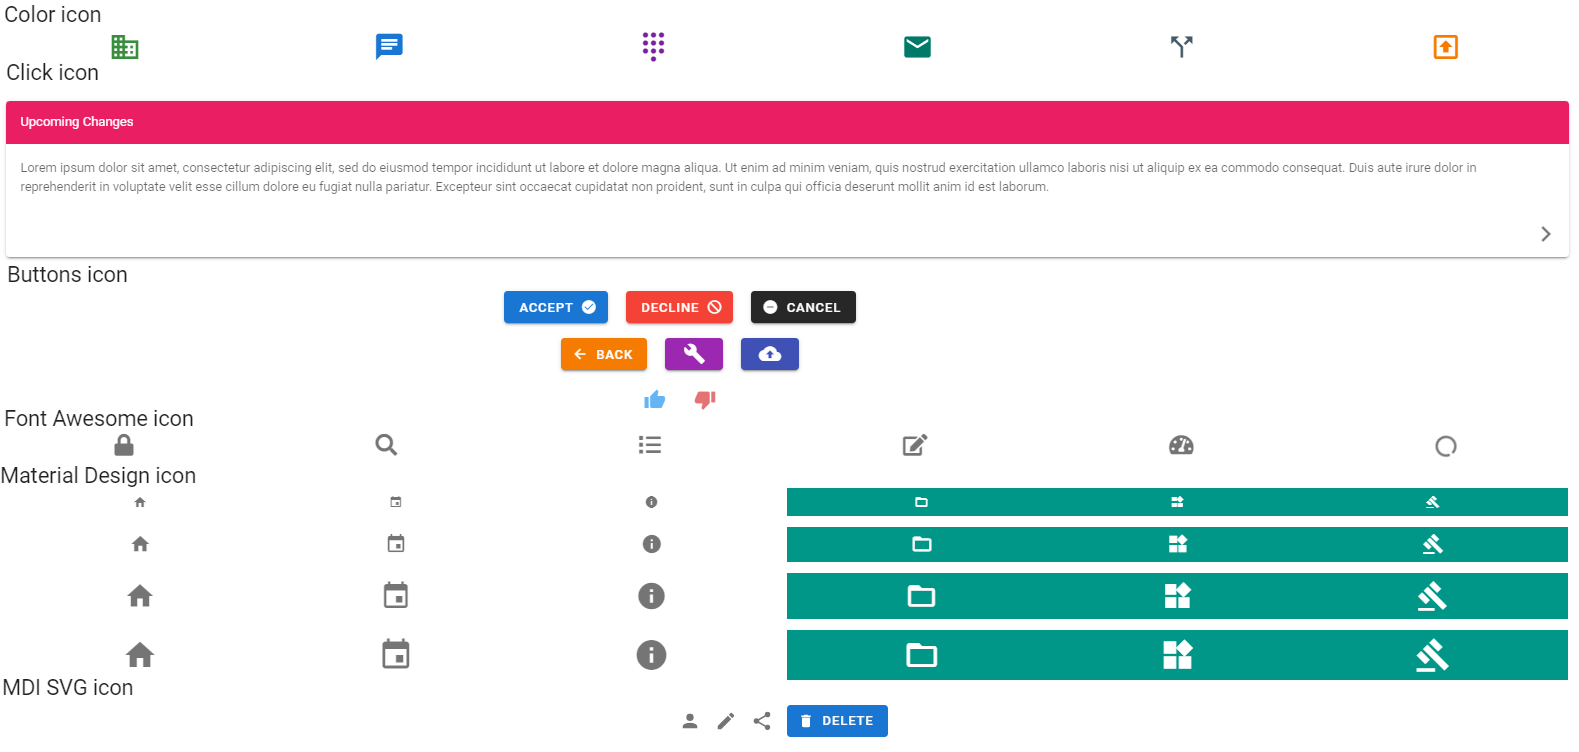 Color icon
Click icon
Upcoming Changes
Lorem ipsum dolor sit amet, consectetur adipiscing elit, sed do eiusmod tempor incididunt ut labore et dolore magna aliqua. Ut enim ad minim veniam, quis nostrud exercitation ullamco laboris nisi ut aliquip ex ea commodo consequat. Duis aute irure dolor in
reprehenderit in voluptate velit esse cillum dolore eu fugiat nulla pariatur. Excepteur sint occaecat cupidatat non proident, sunt in culpa qui officia deserunt mollit anim id est laborum.
Buttons icon
ACCEPT DECLINE CANCEL
BACK
Font Awesome icon
Material Design icon
MDI SVG icon
DELETE